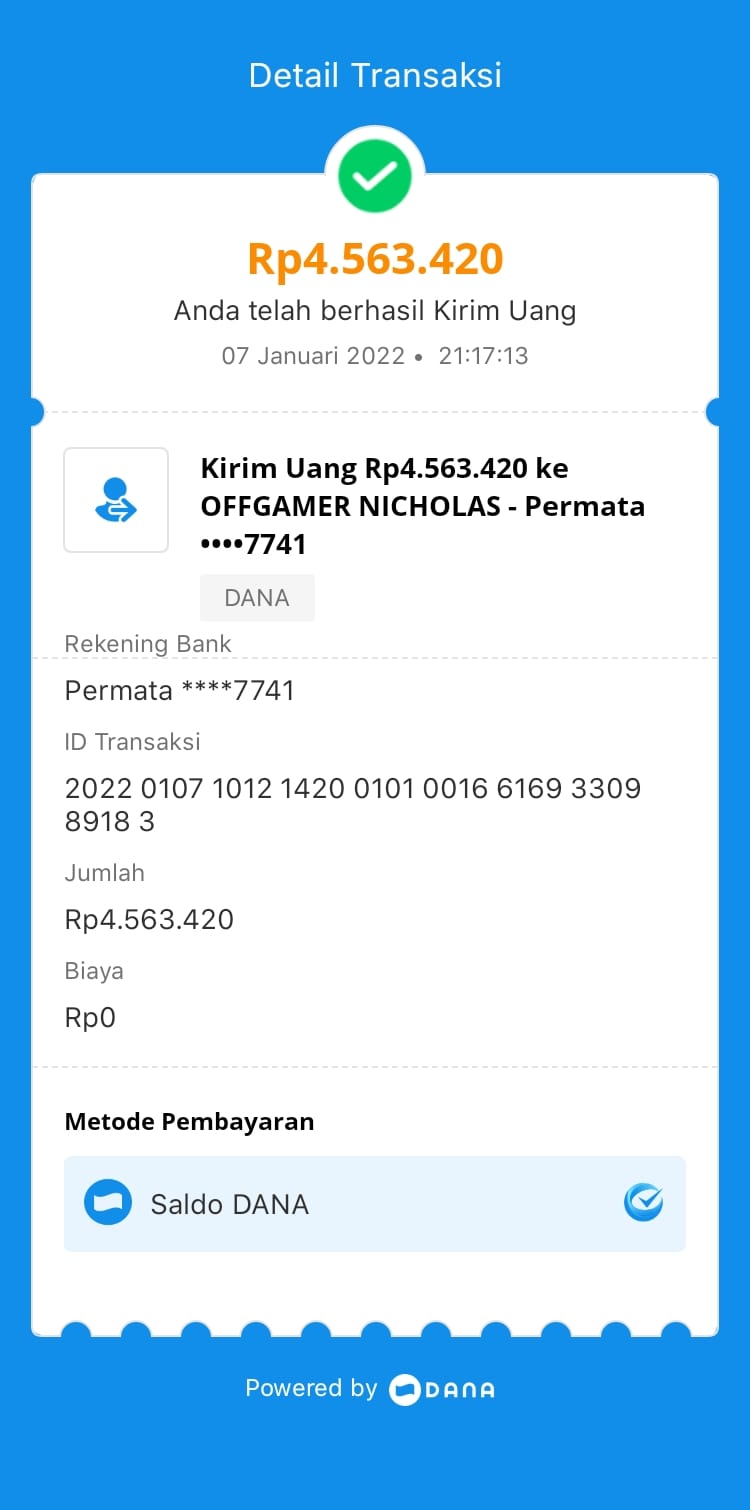 Detail Transaksi
Rp4.563.420
Anda telah berhasil Kirim Uang
07 Januari 2022 • 21:17:13
Kirim Uang Rp4.563.420 ke
OFFGAMER NICHOLAS - Permata
••••7741
DANA
Rekening Bank
Permata ****7741
ID Transaksi
2022 0107 1012 1420 0101 0016 6169 3309
8918 3
Jumlah
Rp4.563.420
Biaya
Rp0
Metode Pembayaran
Saldo DANA
Powered by DANA